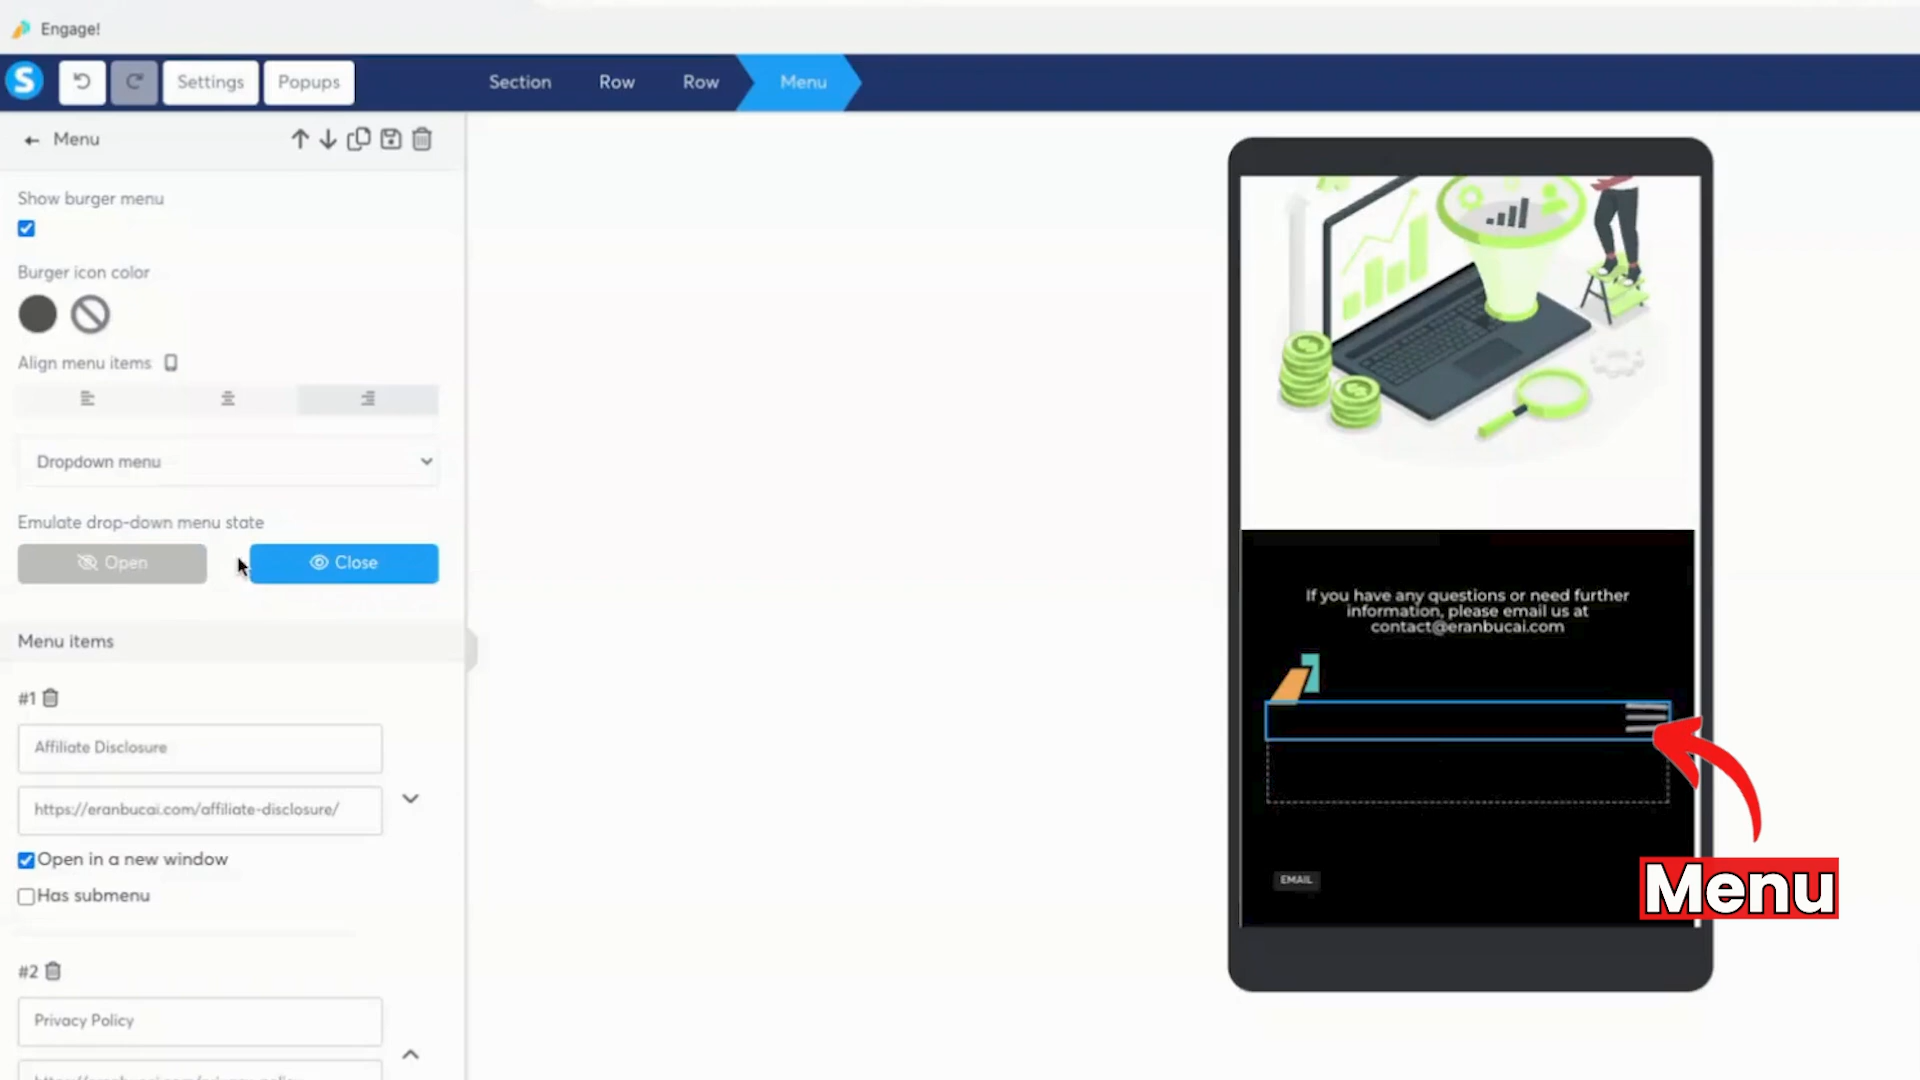 Engage!
S
Settings
Popups
Section
Row
Row
Menu
Menu
Show burger menu
Burger icon color
Align menu items
Dropdown menu
Emulate drop-down menu state
Open
Close
Menu items
#1
Affiliate Disclosure
https://eranbucai.com/affiliate-disclosure/
Open in a new window
Has submenu
#2
Privacy Policy
If you have any questions or need further
information, please email us at
contact@eranbucai.com
EMAIL
Menu